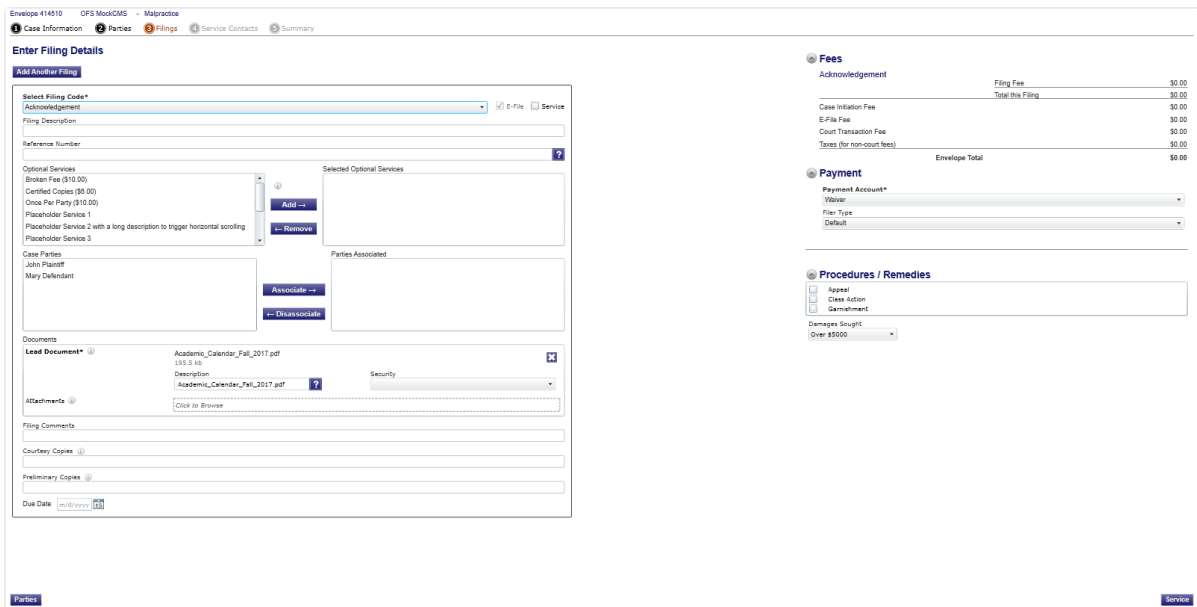 Envelope 414510 OFS MockCMS - Malpractice
1 Case Information 2 Parties 3 Filings 4 Service Contacts 5 Summary
Enter Filing Details
Add Another Filing
Select Filing Code*
Acknowledgement E-File Service
Filing Description
Reference Number
?
Optional Services Selected Optional Services
Broken Fee ($10.00)
Certified Copies ($6.00)
Once Per Party ($10.00)
Placeholder Service 1
Placeholder Service 2 with a long description to trigger horizontal scrolling
Placeholder Service 3
Add →
← Remove
Case Parties Parties Associated
John Plaintiff
Mary Defendant
Associate →
← Disassociate
Documents
Lead Document* Academic_Calendar_Fall_2017.pdf
195.5 kb
Description Security
Academic_Calendar_Fall_2017.pdf ?
Attachments Click to Browse
Filing Comments
Courtesy Copies
Preliminary Copies
Due Date m/d/yyyy 15
Fees
Acknowledgement
Filing Fee $0.00
Total this Filing $0.00
Case Initiation Fee $0.00
E-File Fee $0.00
Court Transaction Fee $0.00
Taxes (for non-court fees) $0.00
Envelope Total $0.00
Payment
Payment Account*
Waiver
Filer Type
Default
Procedures / Remedies
Appeal
Class Action
Garnishment
Damages Sought
Over $5000
Parties Service